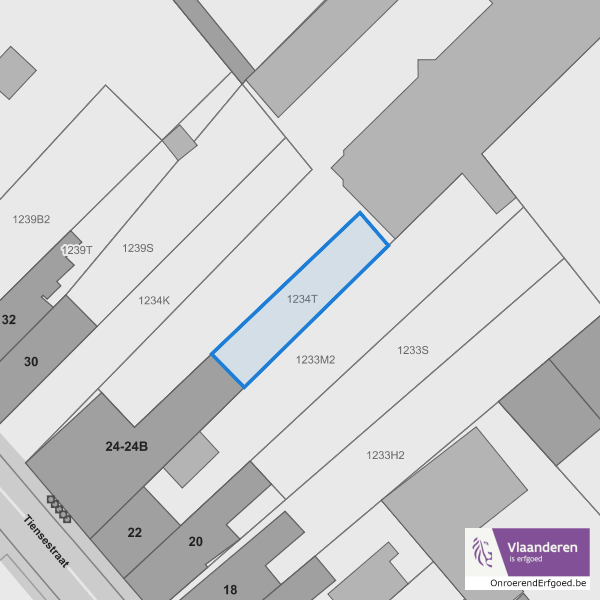 1239B2
1239T
1239S
1234K
1234T
1233M2
1233S
1233H2
32
30
24-24B
22
20
18
Tiensestraat
Vlaanderen
is erfgoed
OnroerendErfgoed.be